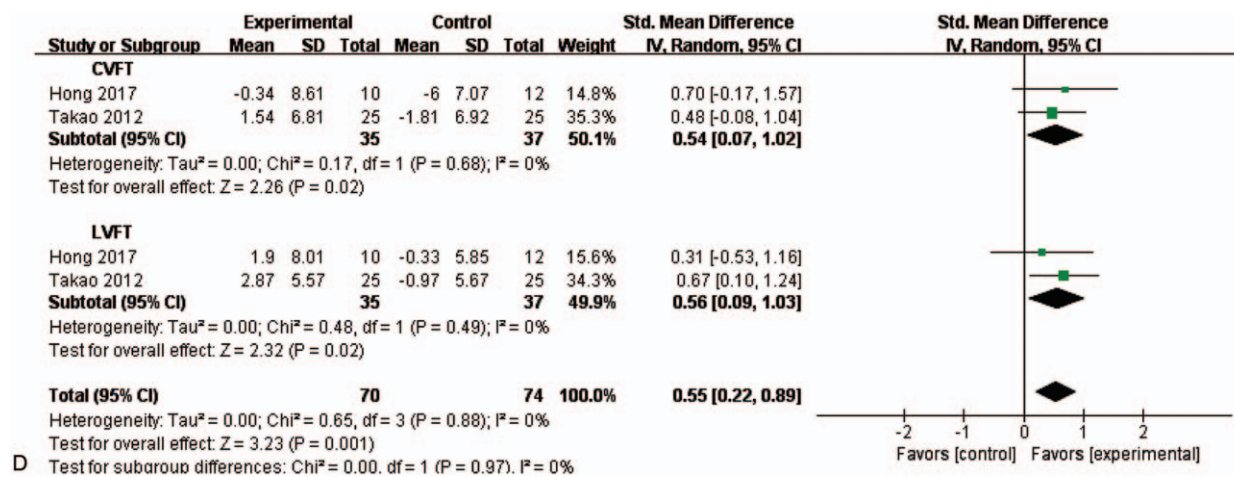 Experimental Control Std. Mean Difference Std. Mean Difference
Study or Subgroup Mean SD Total Mean SD Total Weight IV, Random, 95% CI IV, Random, 95% CI
CVFT
Hong 2017 -0.34 8.61 10 -6 7.07 12 14.8% 0.70 [-0.17, 1.57]
Takao 2012 1.54 6.81 25 -1.81 6.92 25 35.3% 0.48 [-0.08, 1.04]
Subtotal (95% CI) 35 37 50.1% 0.54 [0.07, 1.02]
Heterogeneity: Tau² = 0.00; Chi² = 0.17, df = 1 (P = 0.68); I² = 0%
Test for overall effect: Z = 2.26 (P = 0.02)
LVFT
Hong 2017 1.9 8.01 10 -0.33 5.85 12 15.6% 0.31 [-0.53, 1.16]
Takao 2012 2.87 5.57 25 -0.97 5.67 25 34.3% 0.67 [0.10, 1.24]
Subtotal (95% CI) 35 37 49.9% 0.56 [0.09, 1.03]
Heterogeneity: Tau² = 0.00; Chi² = 0.48, df = 1 (P = 0.49); I² = 0%
Test for overall effect: Z = 2.32 (P = 0.02)
Total (95% CI) 70 74 100.0% 0.55 [0.22, 0.89]
Heterogeneity: Tau² = 0.00; Chi² = 0.65, df = 3 (P = 0.88); I² = 0%
Test for overall effect: Z = 3.23 (P = 0.001)
Test for subgroup differences: Chi² = 0.00, df = 1 (P = 0.97), I² = 0%
-2 -1 0 1 2
Favors [control] Favors [experimental]
D